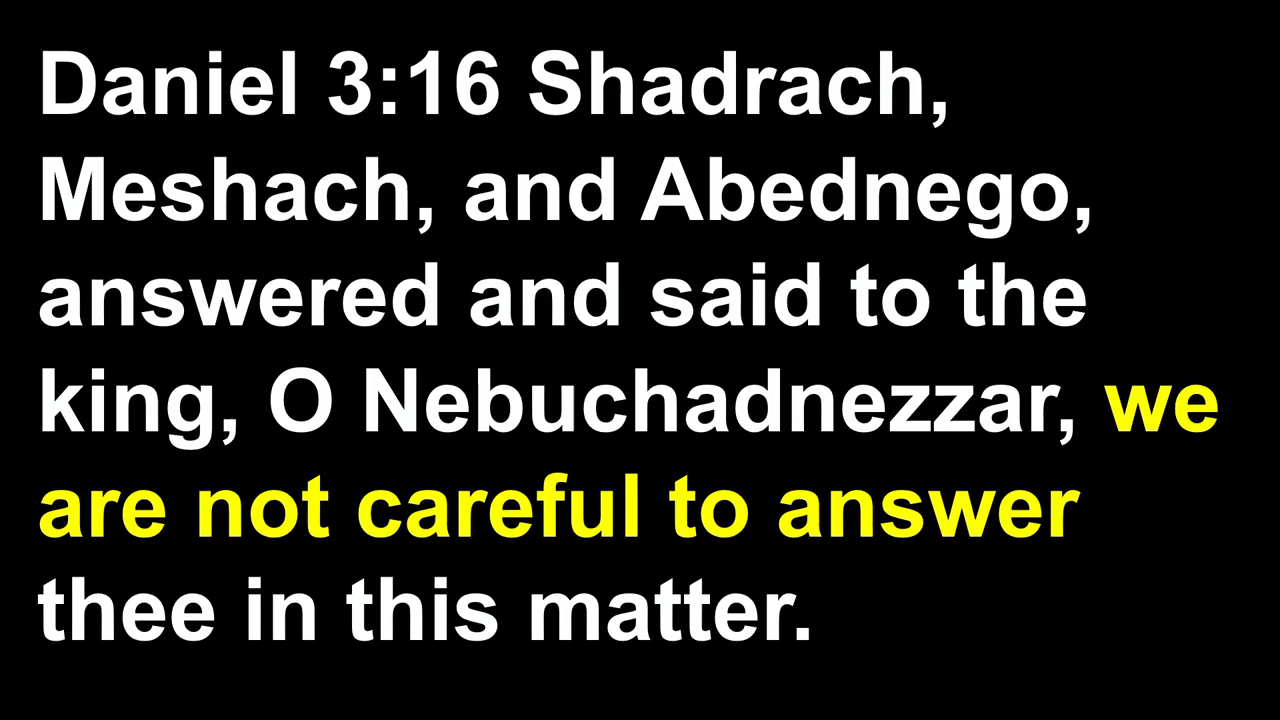 Daniel 3:16 Shadrach,
Meshach, and Abednego,
answered and said to the
king, O Nebuchadnezzar, we
are not careful to answer
thee in this matter.